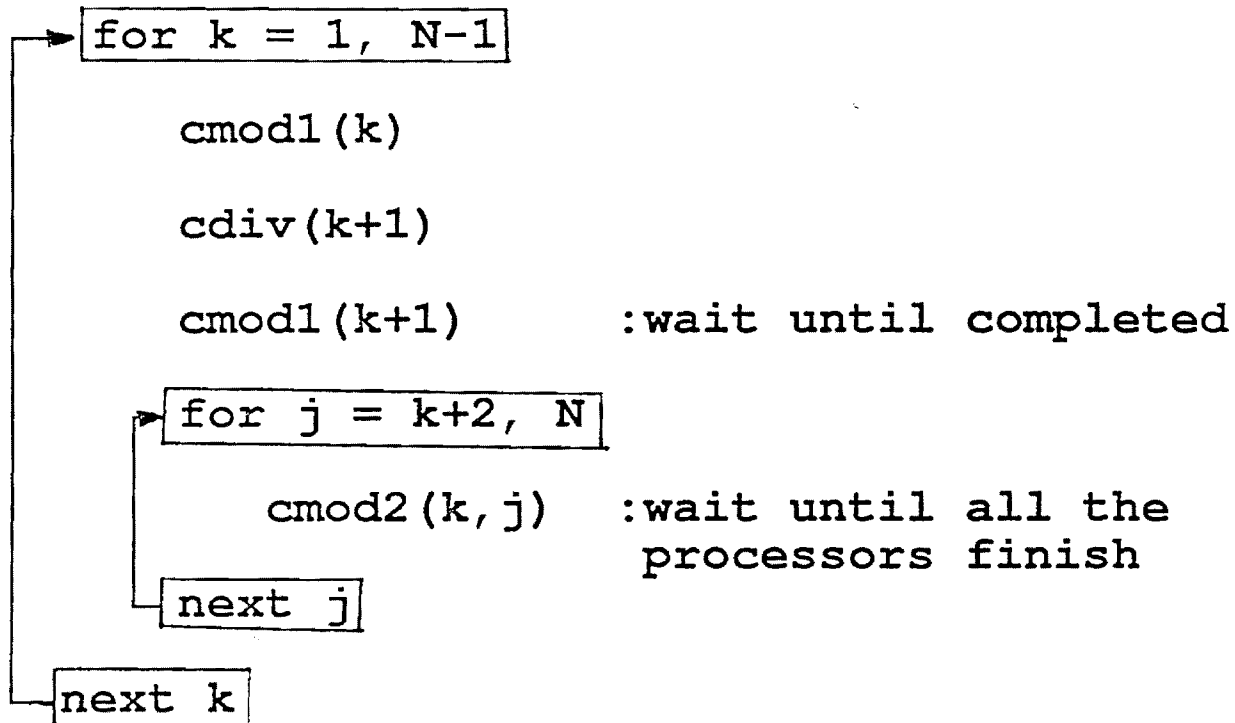 for k = 1, N-1
cmod1(k)
cdiv(k+1)
cmod1(k+1) :wait until completed
for j = k+2, N
cmod2(k,j) :wait until all the
processors finish
next j
next k